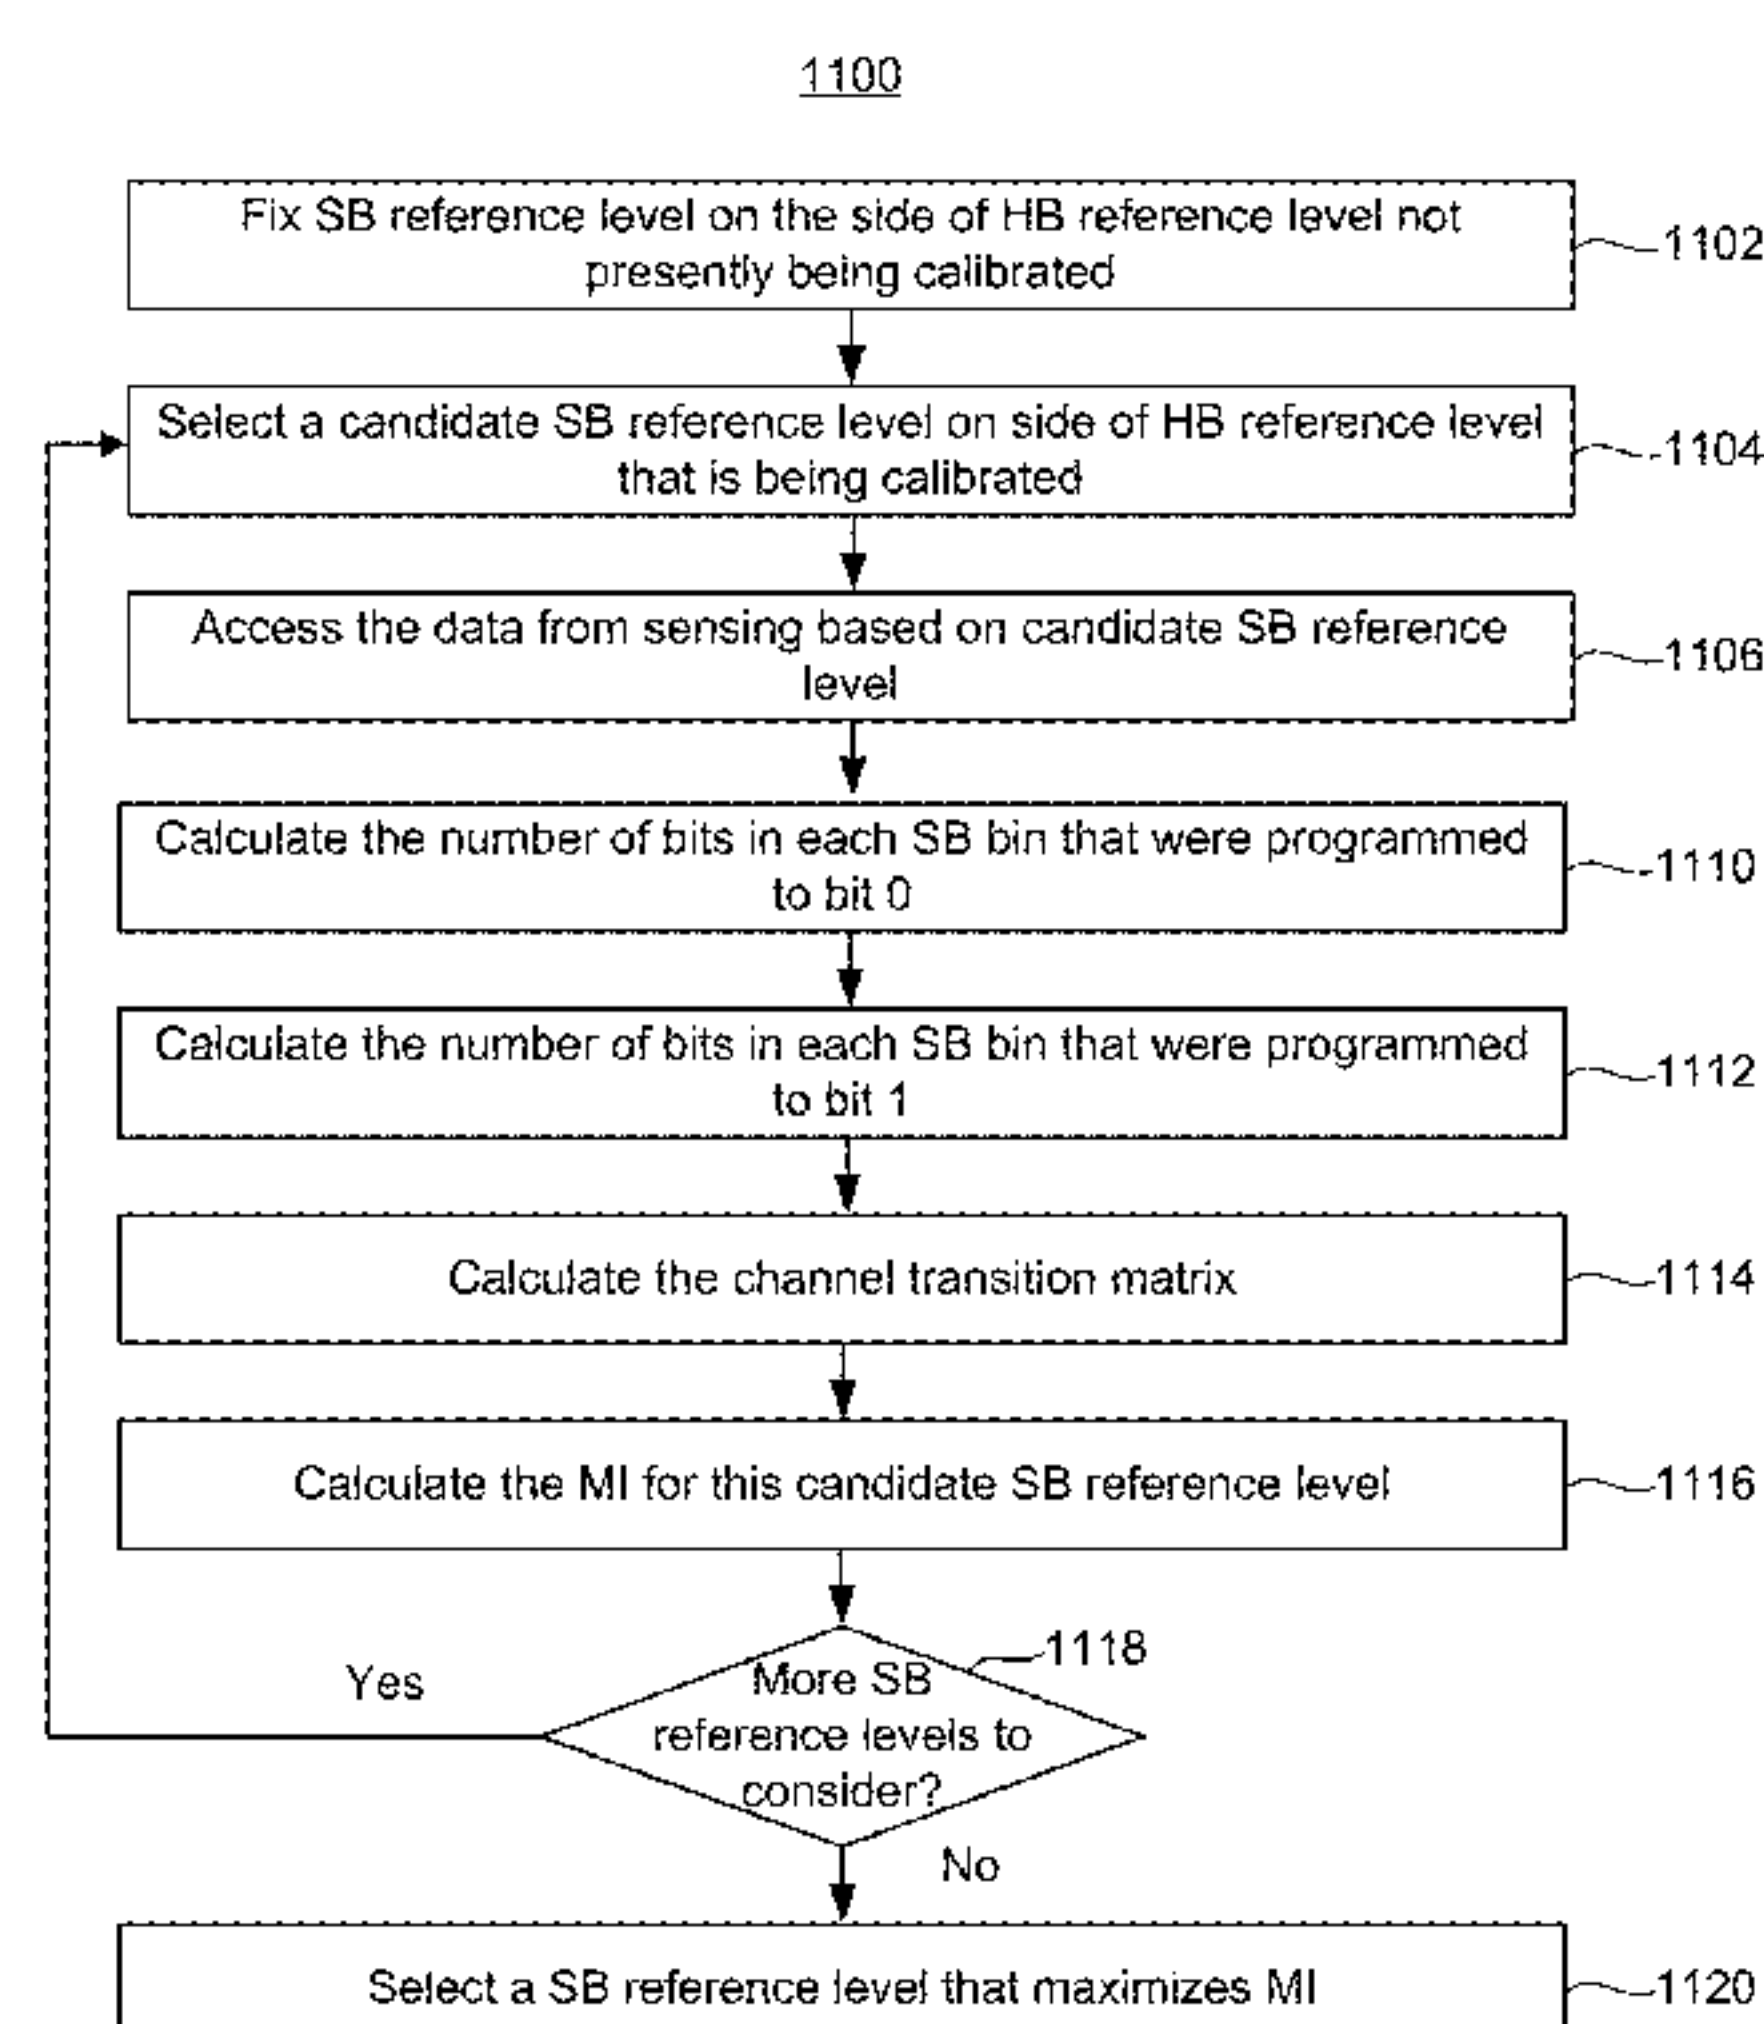 1100
Fix SB reference level on the side of HB reference level not
presently being calibrated
1102
Select a candidate SB reference level on side of HB reference level
that is being calibrated
1104
Access the data from sensing based on candidate SB reference
level
1106
Calculate the number of bits in each SB bin that were programmed
to bit 0
1110
Calculate the number of bits in each SB bin that were programmed
to bit 1
1112
Calculate the channel transition matrix
1114
Calculate the MI for this candidate SB reference level
1116
1118
More SB
reference levels to
consider?
Yes
No
Select a SB reference level that maximizes MI
1120